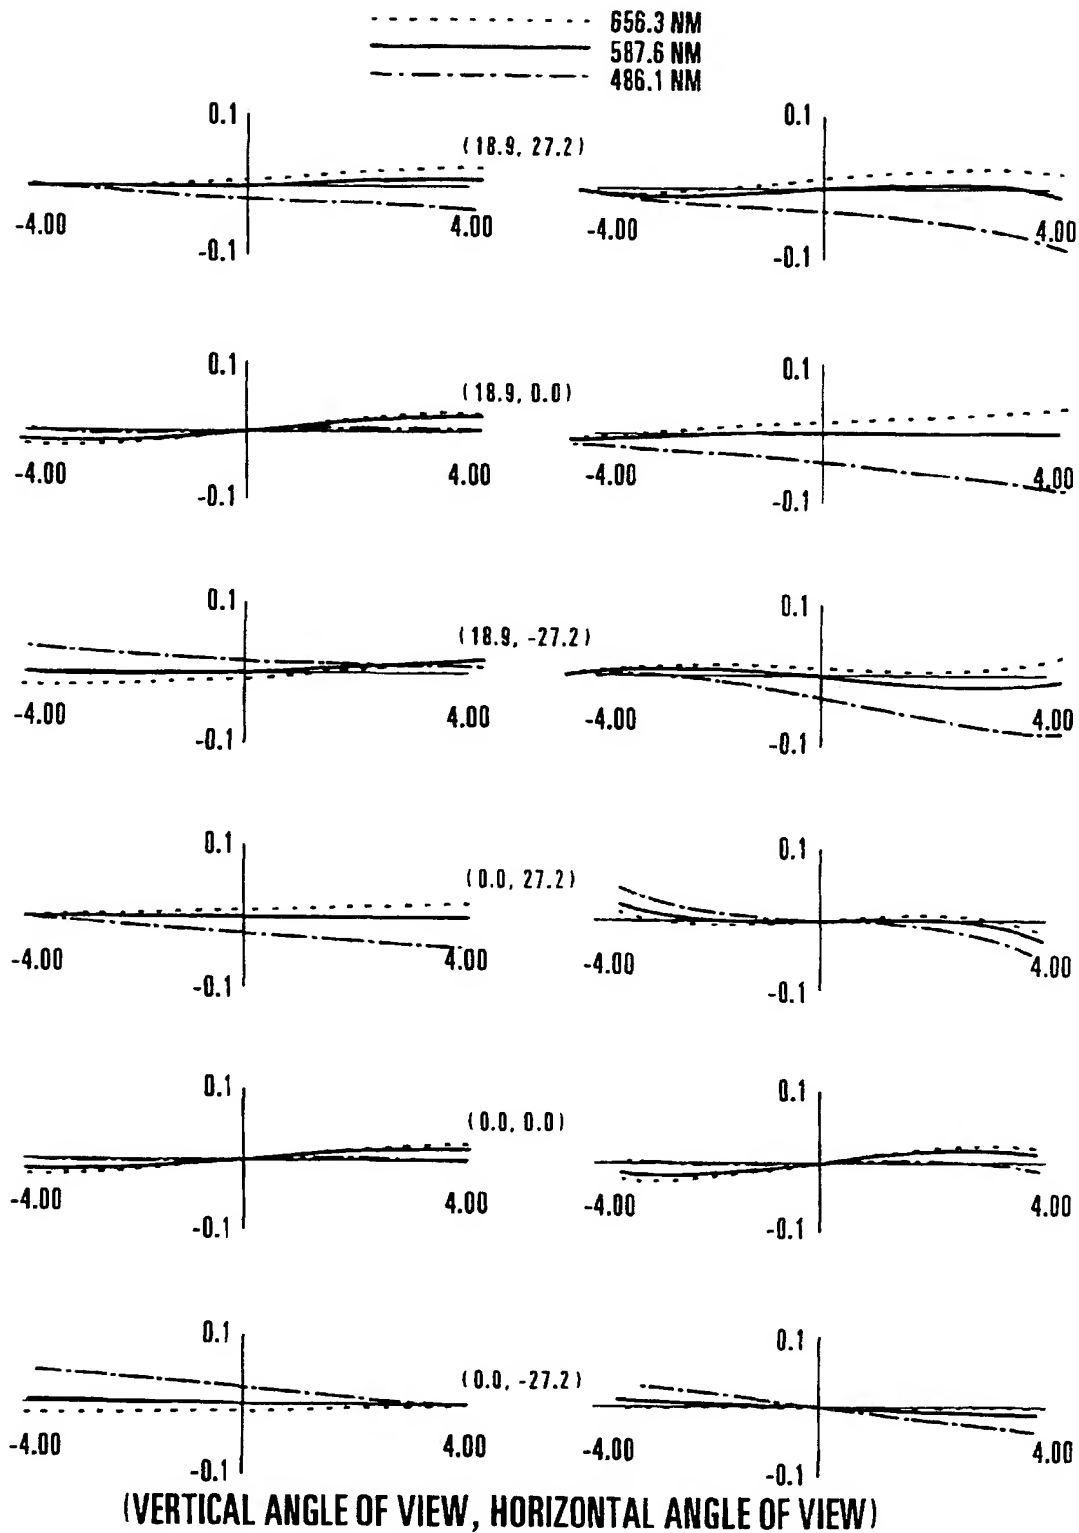 656.3 NM
587.6 NM
486.1 NM
0.1 (18.9, 27.2) 0.1
-4.00 4.00 -4.00 4.00
-0.1 -0.1
0.1 (18.9, 0.0) 0.1
-4.00 4.00 -4.00 4.00
-0.1 -0.1
0.1 (18.9, -27.2) 0.1
-4.00 4.00 -4.00 4.00
-0.1 -0.1
0.1 (0.0, 27.2) 0.1
-4.00 4.00 -4.00 4.00
-0.1 -0.1
0.1 (0.0, 0.0) 0.1
-4.00 4.00 -4.00 4.00
-0.1 -0.1
0.1 (0.0, -27.2) 0.1
-4.00 4.00 -4.00 4.00
-0.1 -0.1
(VERTICAL ANGLE OF VIEW, HORIZONTAL ANGLE OF VIEW)